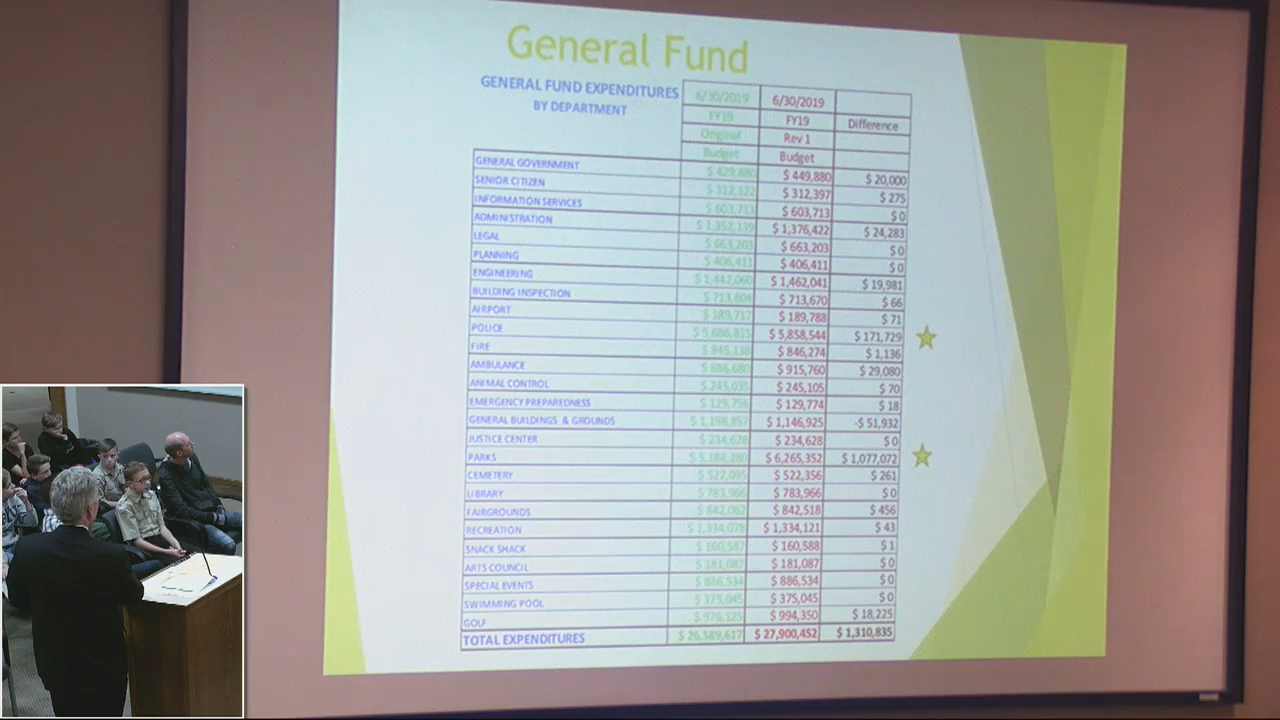 General Fund
GENERAL FUND EXPENDITURES 6/30/2019 6/30/2019
BY DEPARTMENT FY19 FY19 Difference
Original Rev 1
Budget Budget
GENERAL GOVERNMENT $ 429,880 $ 449,880 $ 20,000
SENIOR CITIZEN $ 312,122 $ 312,397 $ 275
INFORMATION SERVICES $ 603,713 $ 603,713 $ 0
ADMINISTRATION $ 1,352,139 $ 1,376,422 $ 24,283
LEGAL $ 663,203 $ 663,203 $ 0
PLANNING $ 406,411 $ 406,411 $ 0
ENGINEERING $ 1,442,060 $ 1,462,041 $ 19,981
BUILDING INSPECTION $ 713,604 $ 713,670 $ 66
AIRPORT $ 189,717 $ 189,788 $ 71
POLICE $ 5,686,815 $ 5,858,544 $ 171,729
FIRE $ 845,138 $ 846,274 $ 1,136
AMBULANCE $ 886,680 $ 915,760 $ 29,080
ANIMAL CONTROL $ 245,035 $ 245,105 $ 70
EMERGENCY PREPAREDNESS $ 129,756 $ 129,774 $ 18
GENERAL BUILDINGS & GROUNDS $ 1,198,857 $ 1,146,925 -$ 51,932
JUSTICE CENTER $ 234,628 $ 234,628 $ 0
PARKS $ 5,188,280 $ 6,265,352 $ 1,077,072
CEMETERY $ 522,095 $ 522,356 $ 261
LIBRARY $ 783,966 $ 783,966 $ 0
FAIRGROUNDS $ 842,062 $ 842,518 $ 456
RECREATION $ 1,334,078 $ 1,334,121 $ 43
SNACK SHACK $ 160,587 $ 160,588 $ 1
ARTS COUNCIL $ 181,087 $ 181,087 $ 0
SPECIAL EVENTS $ 886,534 $ 886,534 $ 0
SWIMMING POOL $ 375,045 $ 375,045 $ 0
GOLF $ 976,125 $ 994,350 $ 18,225
TOTAL EXPENDITURES $ 26,589,617 $ 27,900,452 $ 1,310,835